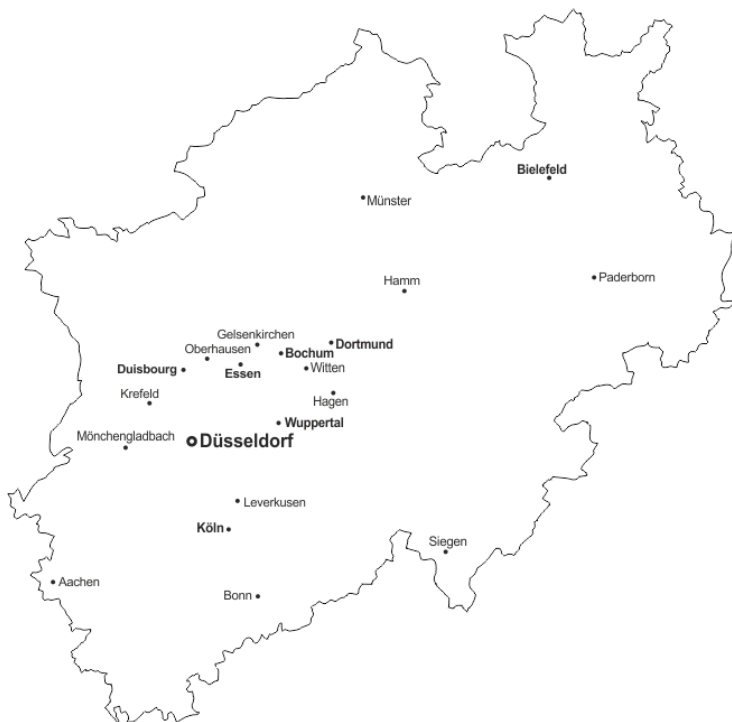 Bielefeld
Münster
Paderborn
Hamm
Gelsenkirchen
Dortmund
Oberhausen
Bochum
Duisbourg
Essen
Witten
Krefeld
Hagen
Wuppertal
Mönchengladbach
Düsseldorf
Leverkusen
Köln
Siegen
Aachen
Bonn